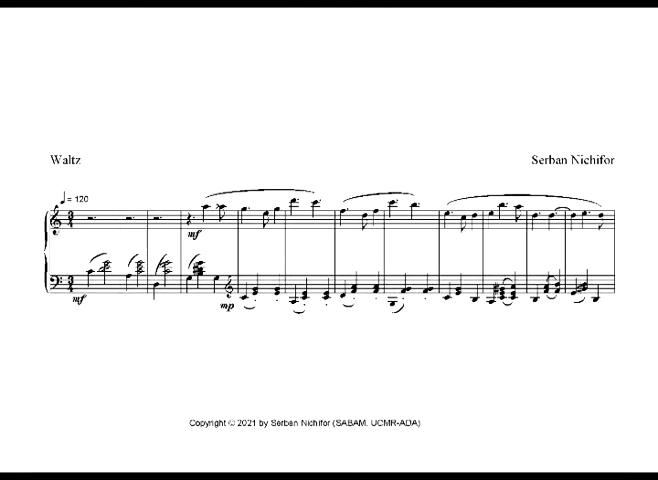 Waltz
Serban Nichifor
= 120
mf
mf
mp
Copyright © 2021 by Serban Nichifor (SABAM, UCMR-ADA)